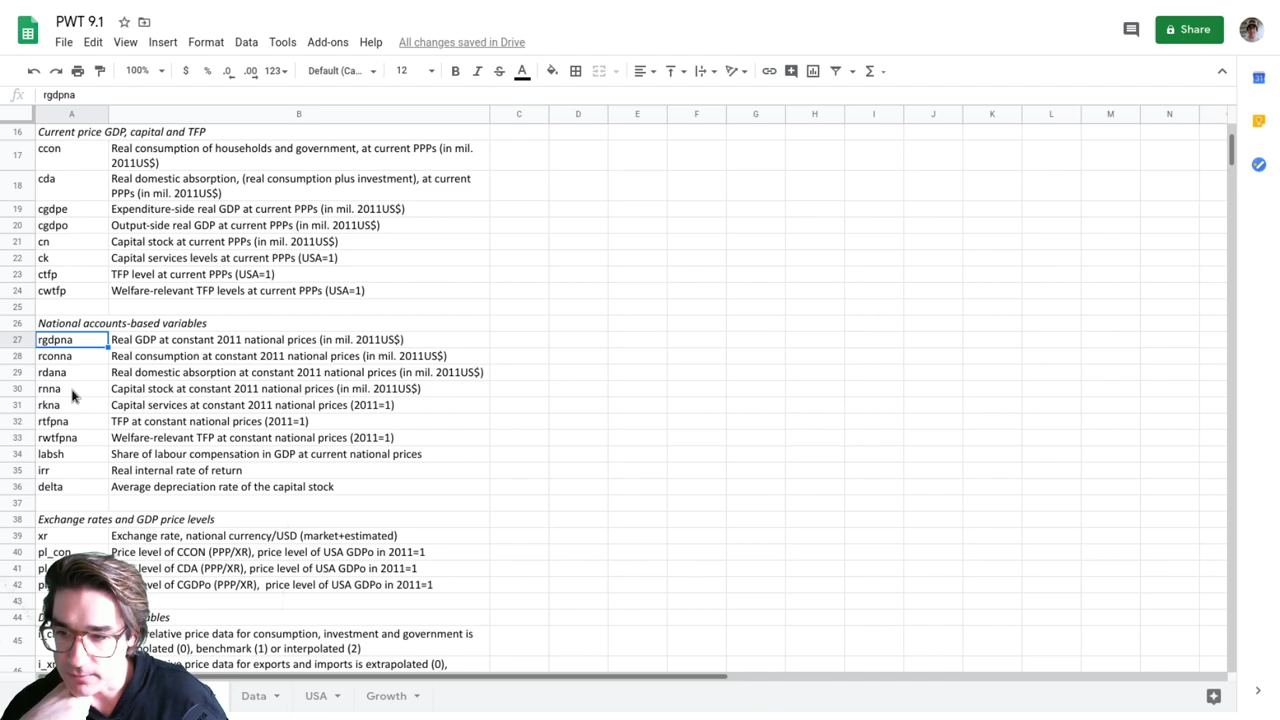 PWT 9.1
File Edit View Insert Format Data Tools Add-ons Help All changes saved in Drive
Share
100% $ % .0 .00 123 Default (Ca... 12 B I S A Σ
fx rgdpna
A B C D E F G H I J K L M N
16 Current price GDP, capital and TFP
17 ccon Real consumption of households and government, at current PPPs (in mil.
2011US$)
18 cda Real domestic absorption, (real consumption plus investment), at current
PPPs (in mil. 2011US$)
19 cgdpe Expenditure-side real GDP at current PPPs (in mil. 2011US$)
20 cgdpo Output-side real GDP at current PPPs (in mil. 2011US$)
21 cn Capital stock at current PPPs (in mil. 2011US$)
22 ck Capital services levels at current PPPs (USA=1)
23 ctfp TFP level at current PPPs (USA=1)
24 cwtfp Welfare-relevant TFP levels at current PPPs (USA=1)
25
26 National accounts-based variables
27 rgdpna Real GDP at constant 2011 national prices (in mil. 2011US$)
28 rconna Real consumption at constant 2011 national prices (in mil. 2011US$)
29 rdana Real domestic absorption at constant 2011 national prices (in mil. 2011US$)
30 rnna Capital stock at constant 2011 national prices (in mil. 2011US$)
31 rkna Capital services at constant 2011 national prices (2011=1)
32 rtfpna TFP at constant national prices (2011=1)
33 rwtfpna Welfare-relevant TFP at constant national prices (2011=1)
34 labsh Share of labour compensation in GDP at current national prices
35 irr Real internal rate of return
36 delta Average depreciation rate of the capital stock
37
38 Exchange rates and GDP price levels
39 xr Exchange rate, national currency/USD (market+estimated)
40 pl_con Price level of CCON (PPP/XR), price level of USA GDPo in 2011=1
41 level of CDA (PPP/XR), price level of USA GDPo in 2011=1
42 level of CGDPo (PPP/XR), price level of USA GDPo in 2011=1
43
44
45 relative price data for consumption, investment and government is
benchmark (1) or interpolated (2)
price data for exports and imports is extrapolated (0),
Data USA Growth